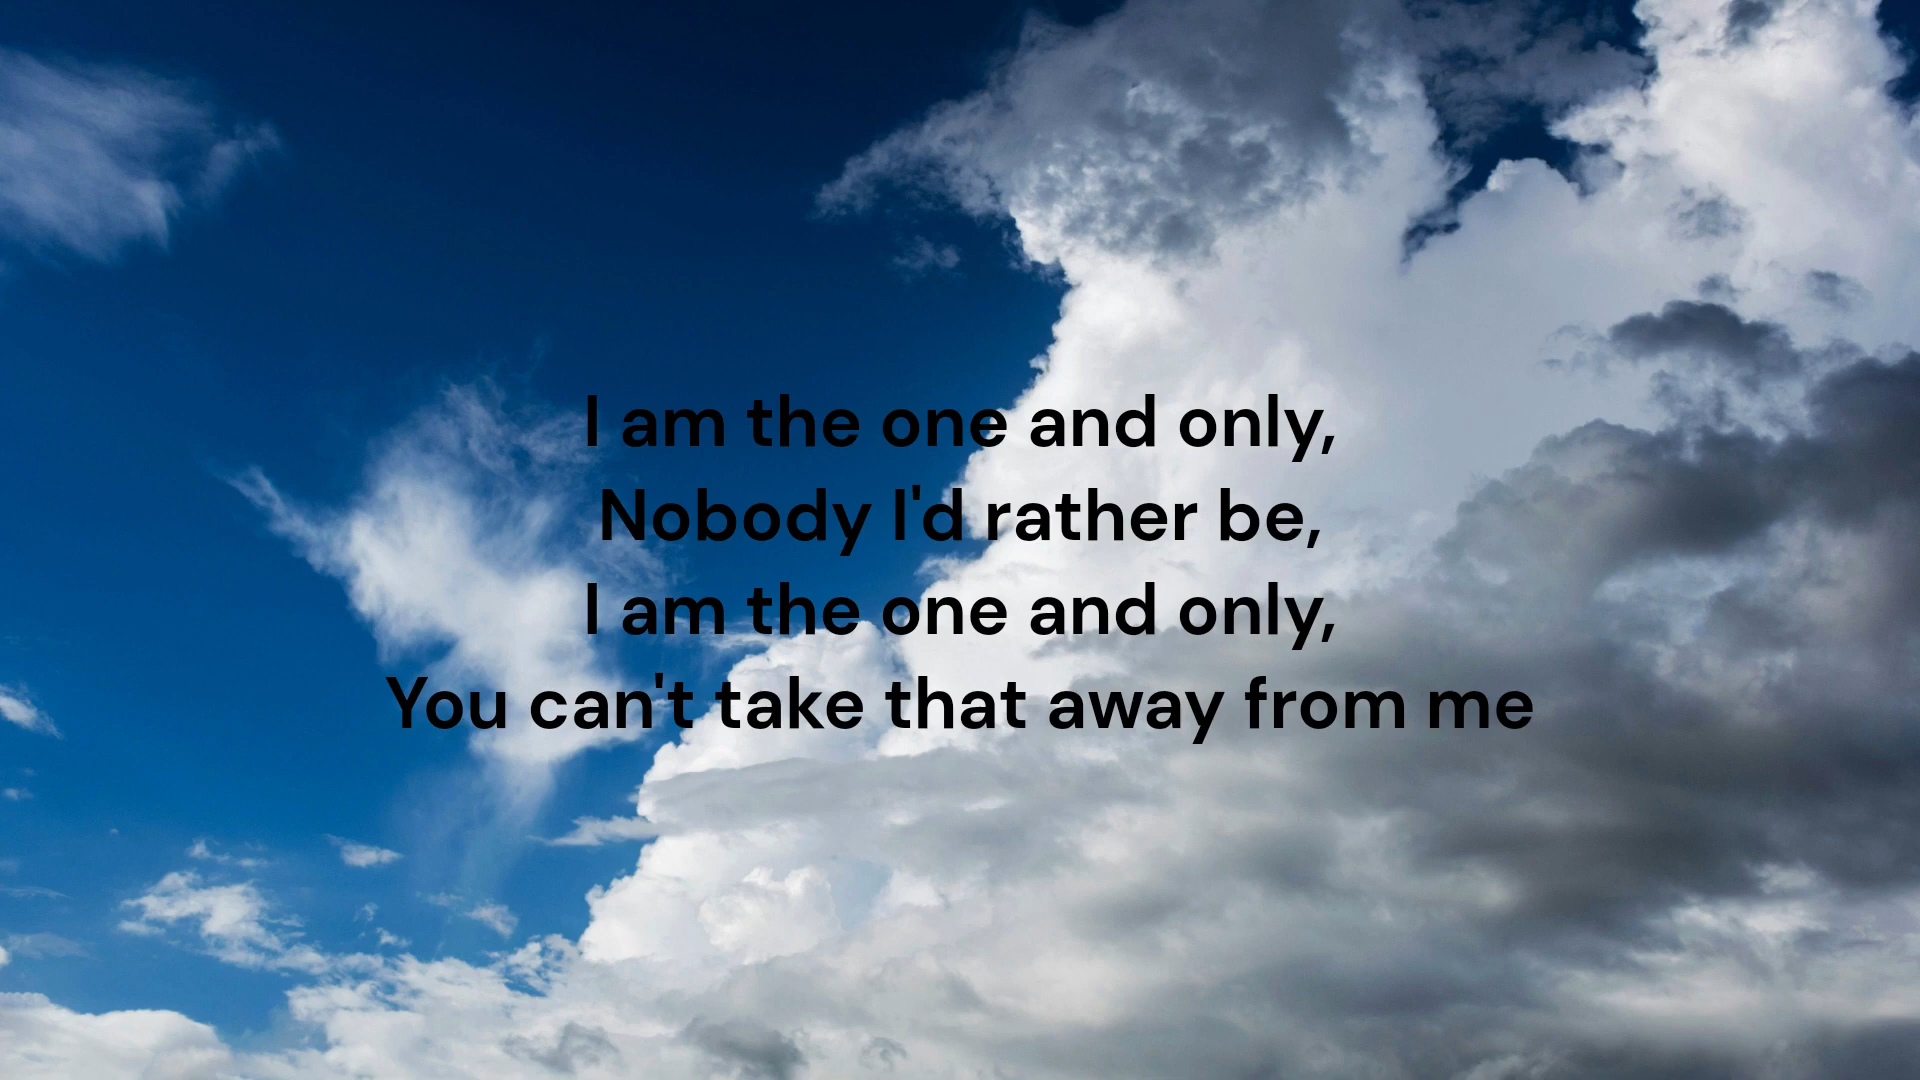 I am the one and only,
Nobody I'd rather be,
I am the one and only,
You can't take that away from me